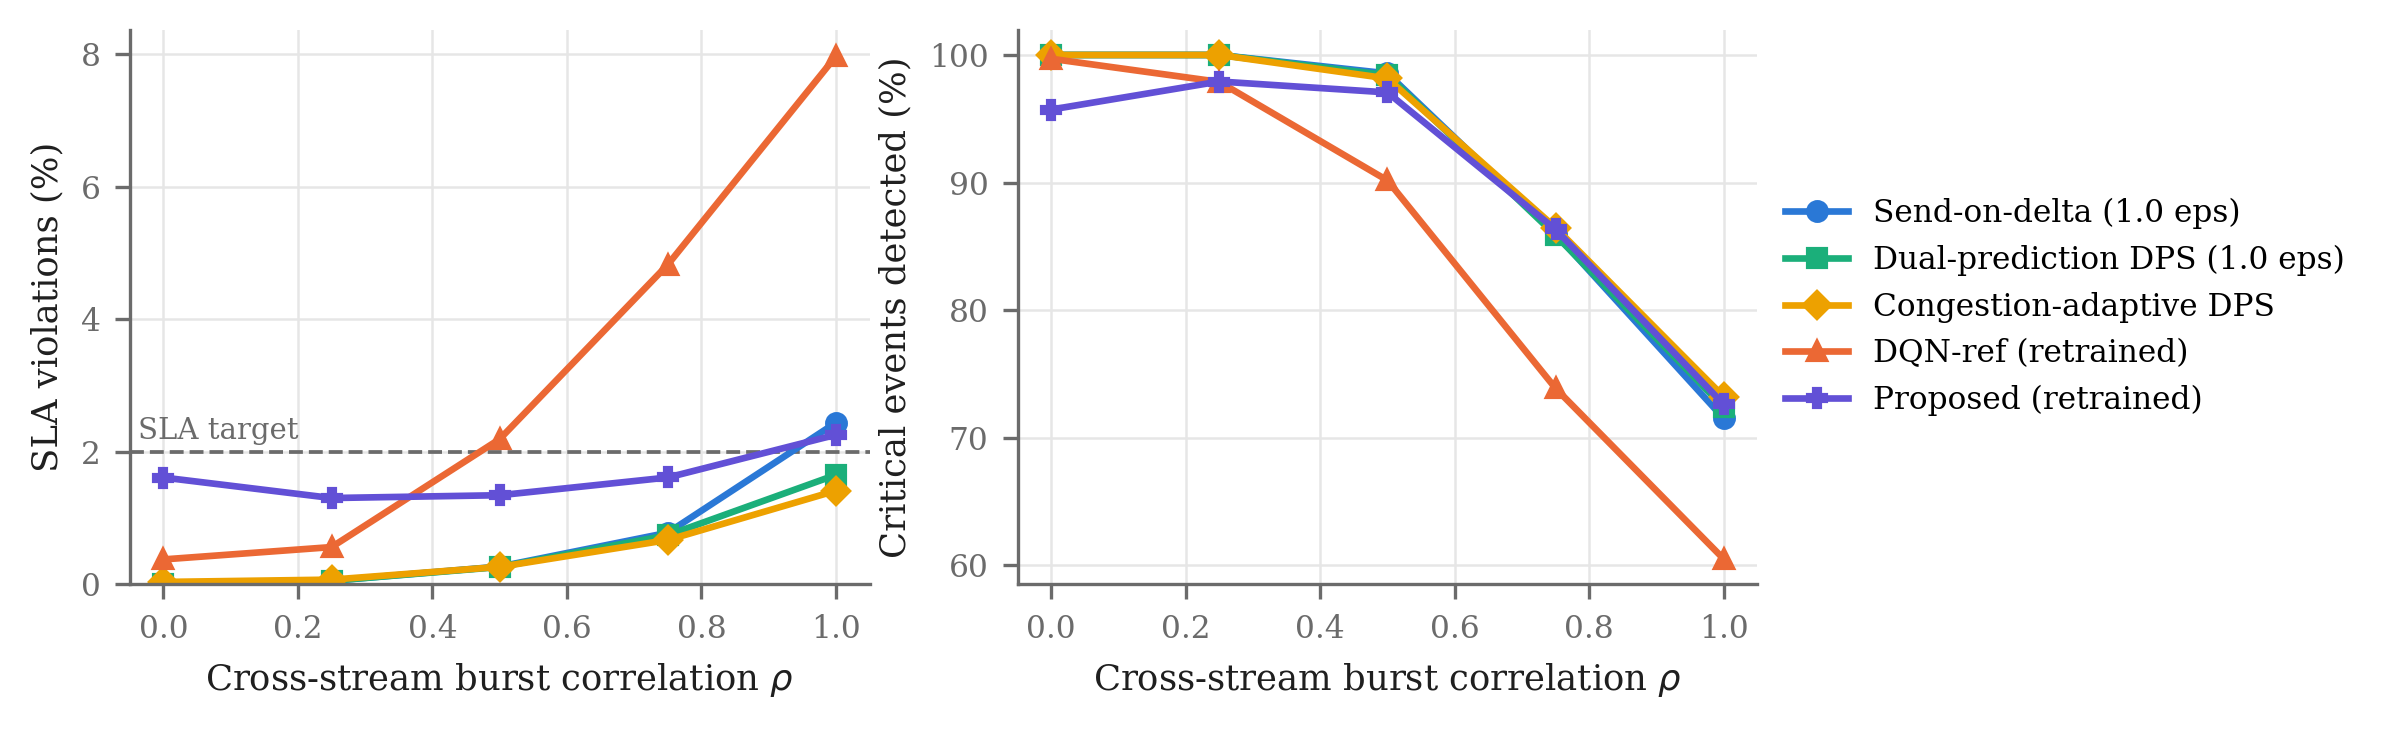 SLA violations (%)
8
6
4
2
0
SLA target
0.0 0.2 0.4 0.6 0.8 1.0
Cross-stream burst correlation ρ
Critical events detected (%)
100
90
80
70
60
0.0 0.2 0.4 0.6 0.8 1.0
Cross-stream burst correlation ρ
Send-on-delta (1.0 eps)
Dual-prediction DPS (1.0 eps)
Congestion-adaptive DPS
DQN-ref (retrained)
Proposed (retrained)